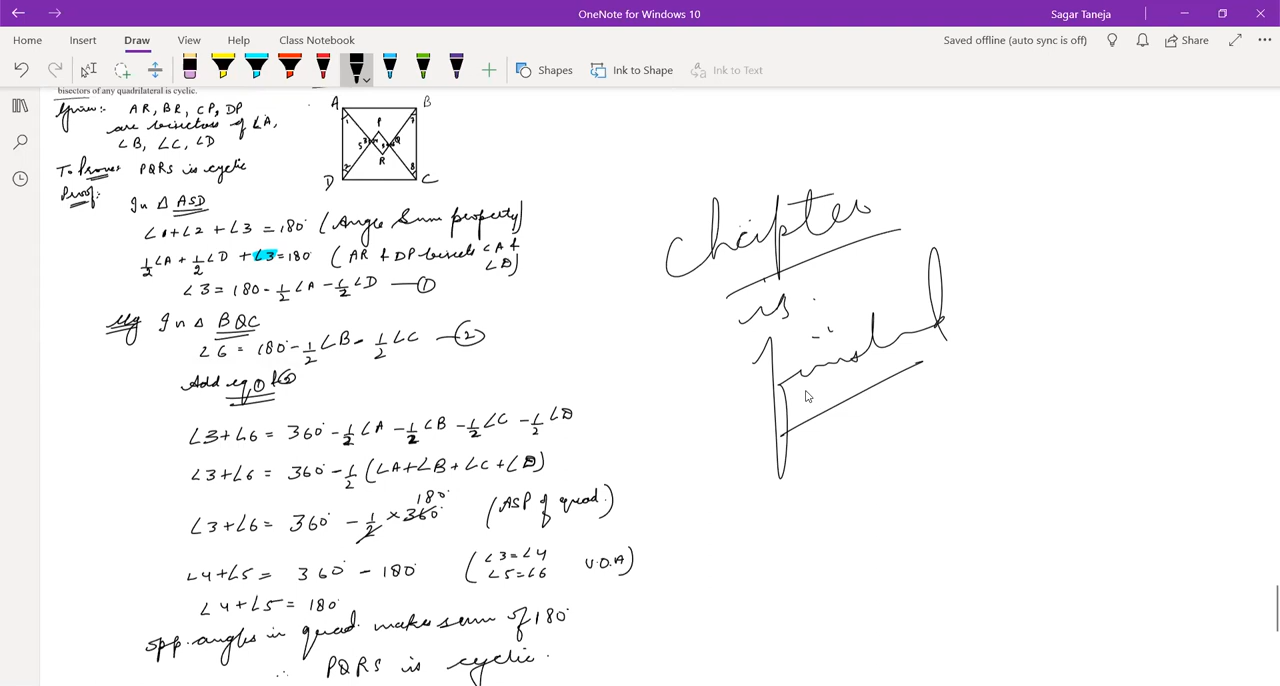 OneNote for Windows 10
Sagar Taneja
Home Insert Draw View Help Class Notebook
Saved offline (auto sync is off) Share
Shapes Ink to Shape Ink to Text
bisectors of any quadrilateral is cyclic.
Given:- AR, BR, CP, DP
are bisectors of ∠A,
∠B, ∠C, ∠D
To Prove: PQRS is cyclic
Proof:
A B
1 P 7
S 3 Q
2 R 8
D C
In △ ASD
∠1+∠2+∠3=180° (Angle Sum property)
1/2∠A + 1/2∠D + ∠3=180 (AR & DP bisects ∠A & ∠D)
∠3 = 180 - 1/2∠A - 1/2∠D —①
In △ BQC
∠6 = 180° - 1/2∠B - 1/2∠C —②
Add eq ① & ②
∠3+∠6 = 360° - 1/2∠A - 1/2∠B - 1/2∠C - 1/2∠D
∠3+∠6 = 360° - 1/2(∠A+∠B+∠C+∠D)
180°
∠3+∠6 = 360° - 1/2 × 360° (ASP of quad.)
∠4+∠5 = 360° - 180° (∠3=∠4 ∠5=∠6 V.O.A)
∠4+∠5 = 180°
opp. angles in quad. makes sum of 180°
∴ PQRS is cyclic.
Chapter
is
finished